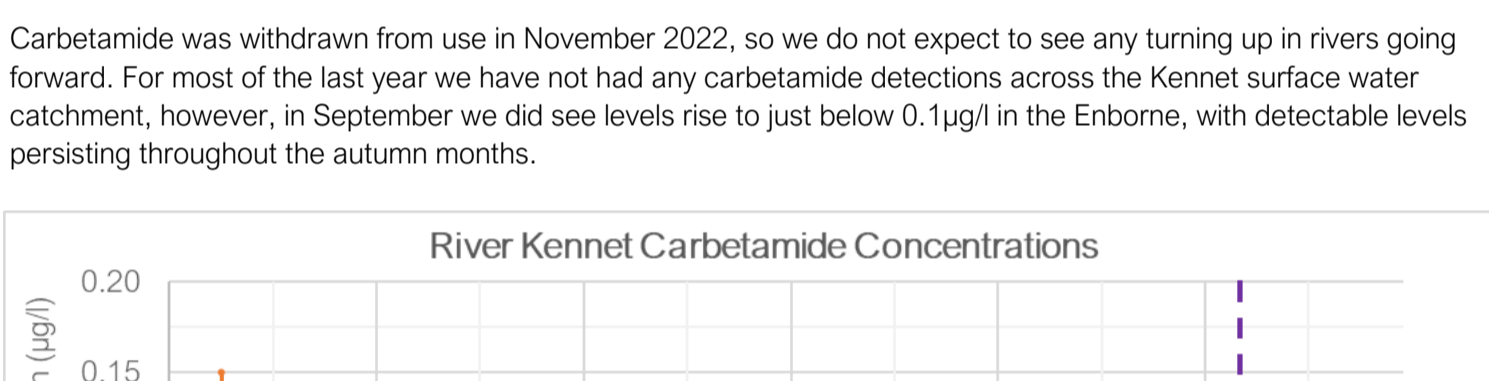 Carbetamide was withdrawn from use in November 2022, so we do not expect to see any turning up in rivers going
forward. For most of the last year we have not had any carbetamide detections across the Kennet surface water
catchment, however, in September we did see levels rise to just below 0.1µg/l in the Enborne, with detectable levels
persisting throughout the autumn months.
River Kennet Carbetamide Concentrations
0.20
(µg/l)
0.15